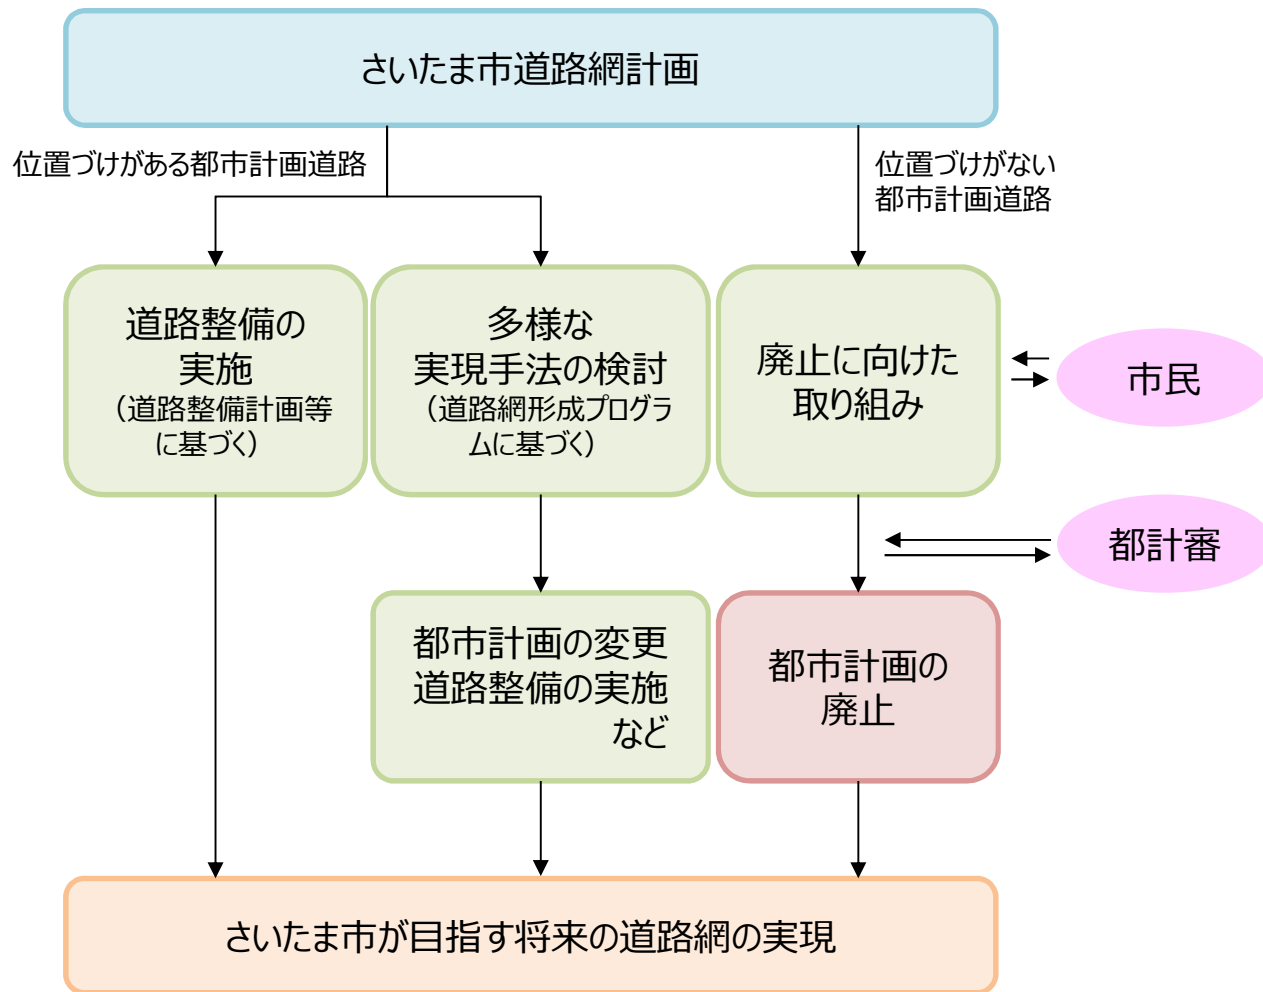 さいたま市道路網計画
位置づけがある都市計画道路
位置づけがない
都市計画道路
道路整備の
実施
（道路整備計画等
に基づく）
多様な
実現手法の検討
（道路網形成プログラ
ムに基づく）
廃止に向けた
取り組み
市民
都計審
都市計画の変更
道路整備の実施
など
都市計画の
廃止
さいたま市が目指す将来の道路網の実現